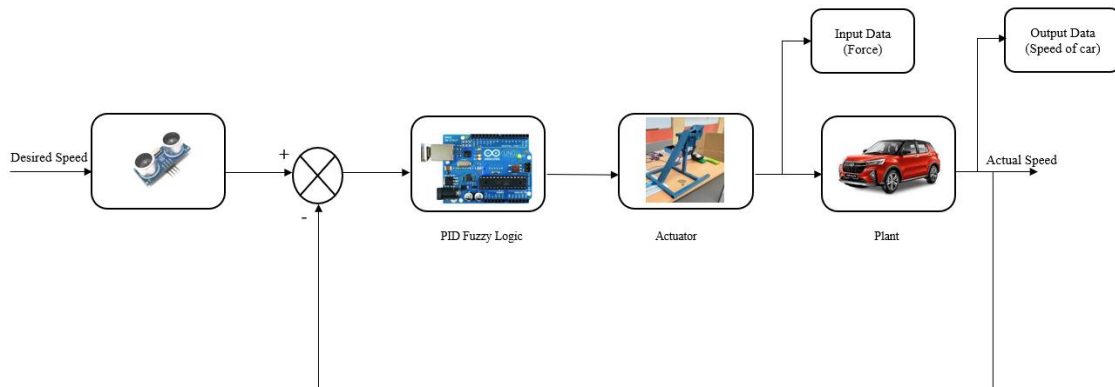 Input Data
(Force)
Output Data
(Speed of car)
Desired Speed
+
-
Actual Speed
PID Fuzzy Logic
Actuator
Plant